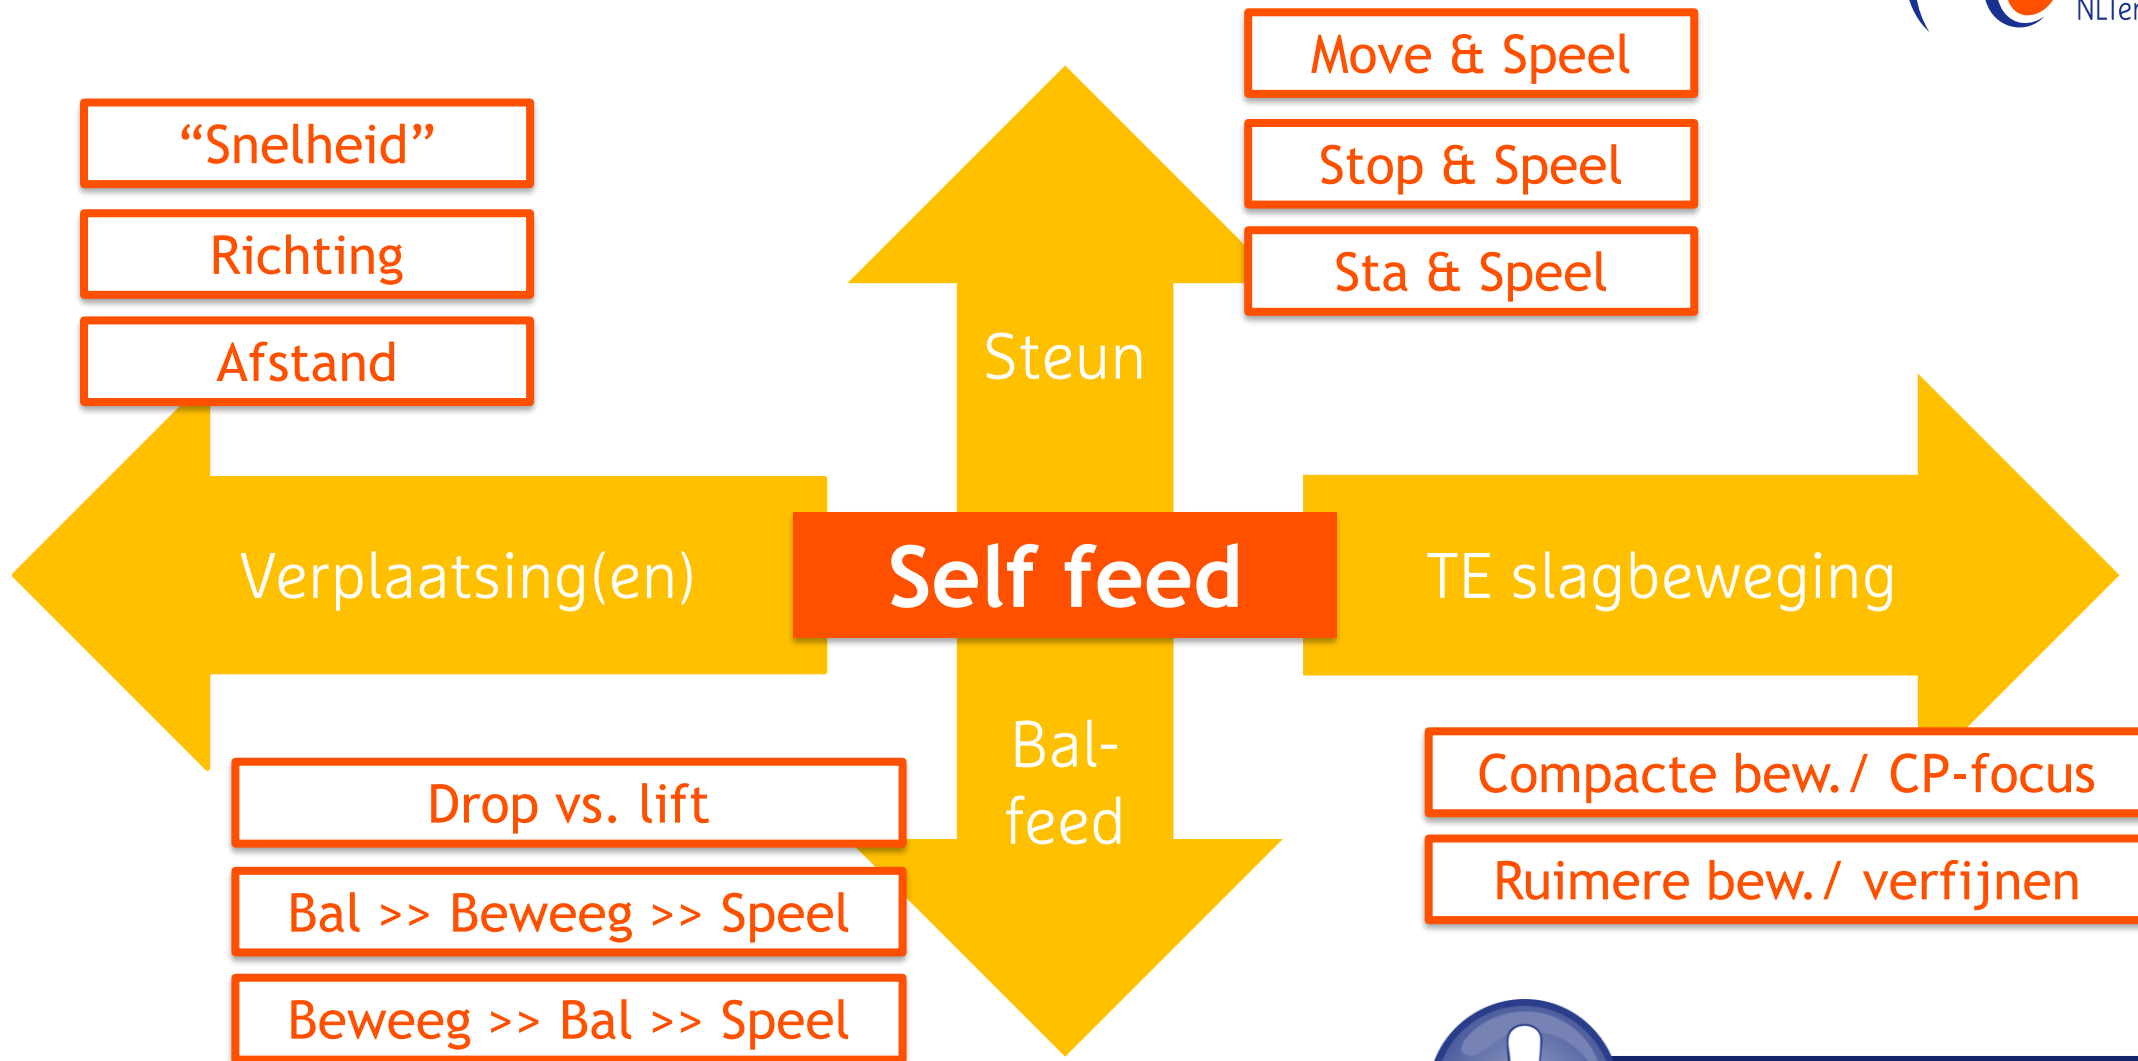 Move & Speel
Stop & Speel
Sta & Speel
“Snelheid”
Richting
Afstand
Steun
Verplaatsing(en)
Self feed
TE slagbeweging
Bal-
feed
Drop vs. lift
Bal >> Beweeg >> Speel
Beweeg >> Bal >> Speel
Compacte bew./ CP-focus
Ruimere bew./ verfijnen